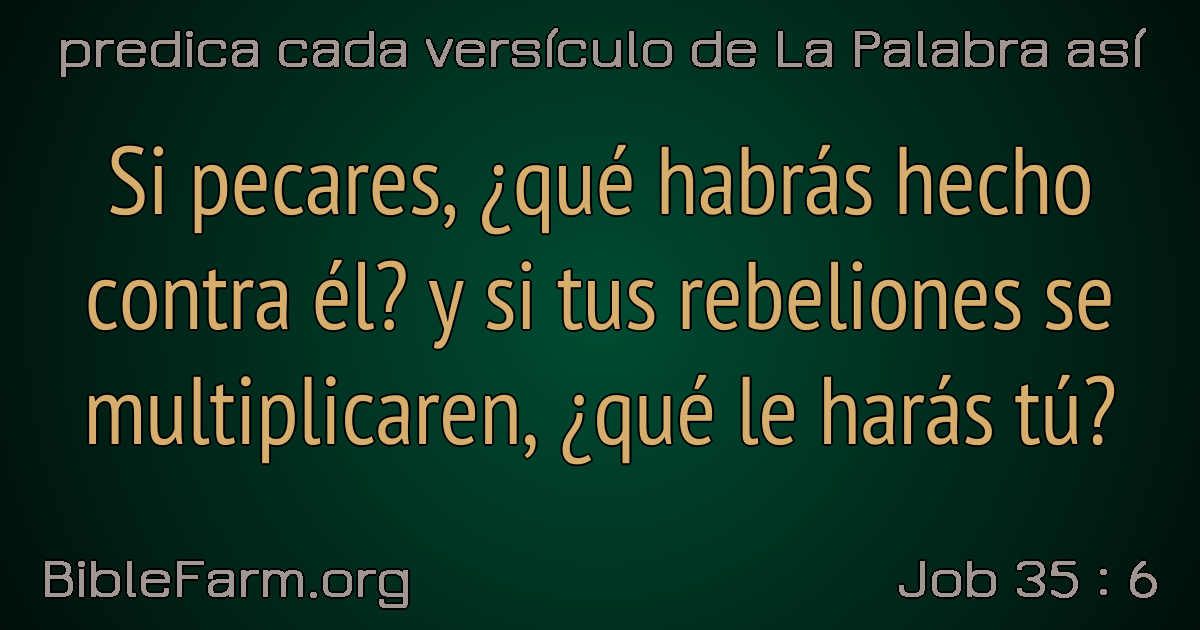 predica cada versículo de La Palabra así
Si pecares, ¿qué habrás hecho
contra él? y si tus rebeliones se
multiplicaren, ¿qué le harás tú?
BibleFarm.org
Job 35 : 6